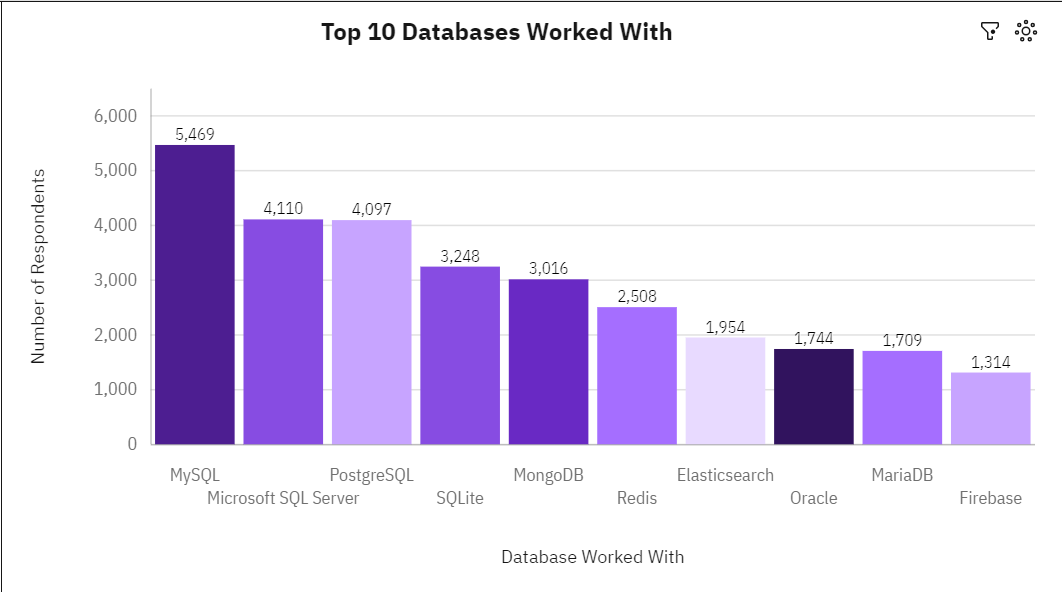 Top 10 Databases Worked With
Number of Respondents
6,000
5,000
4,000
3,000
2,000
1,000
0
5,469
4,110
4,097
3,248
3,016
2,508
1,954
1,744
1,709
1,314
MySQL
Microsoft SQL Server
PostgreSQL
SQLite
MongoDB
Redis
Elasticsearch
Oracle
MariaDB
Firebase
Database Worked With